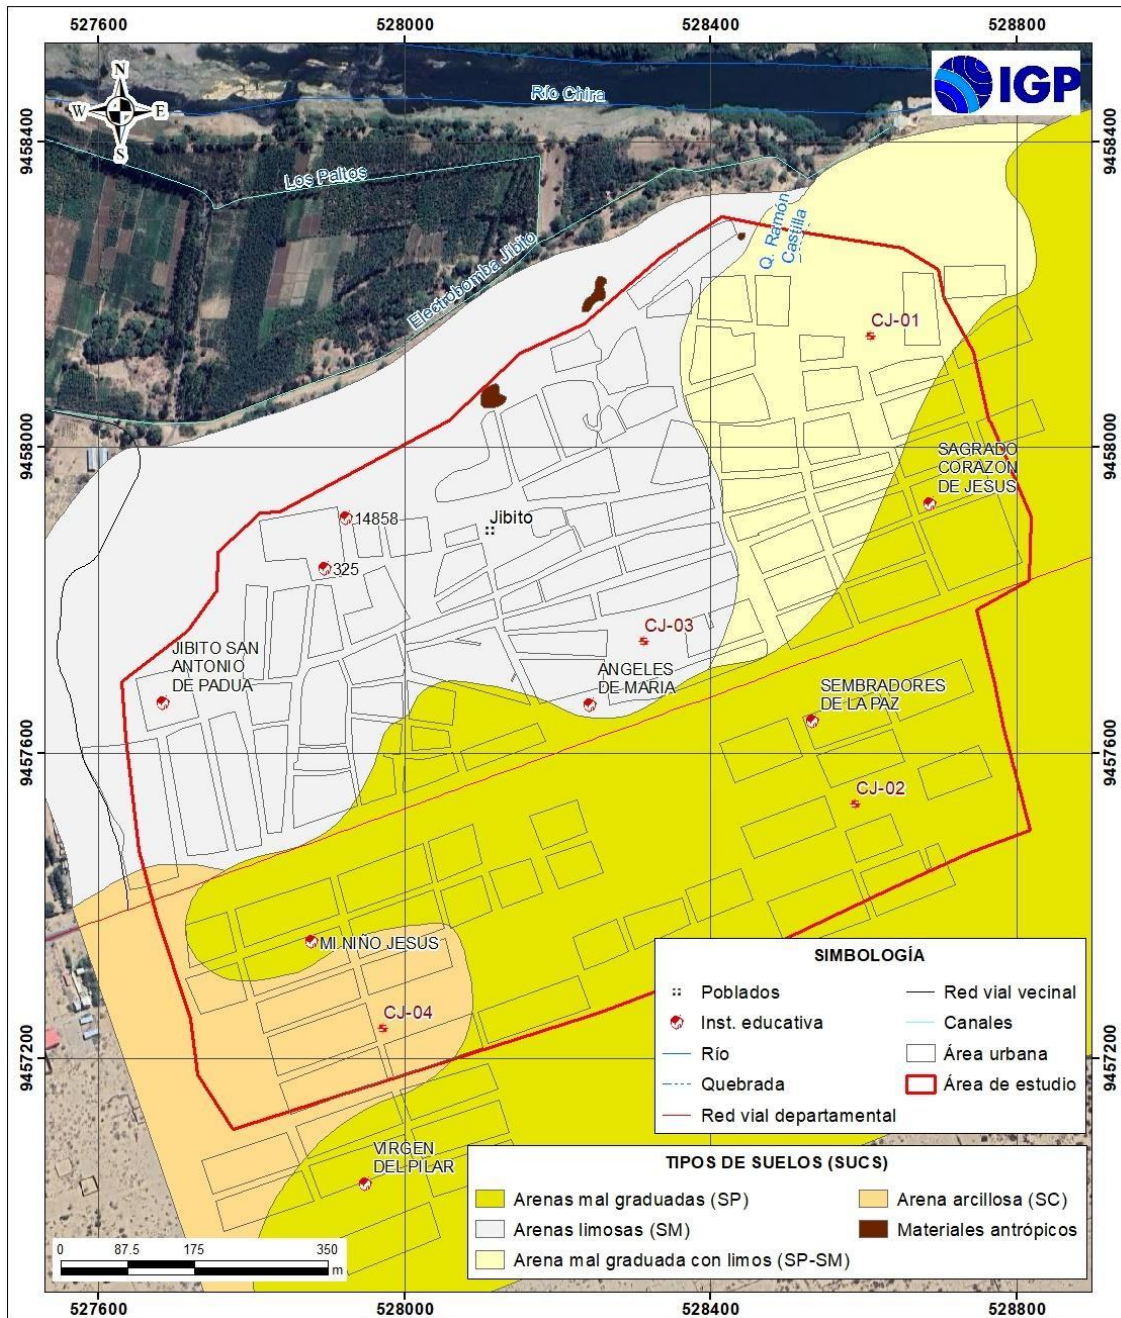 527600 528000 528400 528800
N
W E
S
IGP
Río Chira
9458400 9458400
Los Paltos
Q. Ramón
Castilla
Electrobomba Jibito
CJ-01
9458000 9458000
SAGRADO
CORAZON
DE JESUS
14858
Jibito
325
CJ-03
JIBITO SAN
ANTONIO
DE PADUA
ANGELES
DE MARIA
SEMBRADORES
DE LA PAZ
9457600 9457600
CJ-02
MI NIÑO JESUS
CJ-04
9457200 9457200
VIRGEN
DEL PILAR
SIMBOLOGÍA
Poblados
Inst. educativa
Río
Quebrada
Red vial departamental
Red vial vecinal
Canales
Área urbana
Área de estudio
TIPOS DE SUELOS (SUCS)
Arenas mal graduadas (SP)
Arenas limosas (SM)
Arena mal graduada con limos (SP-SM)
Arena arcillosa (SC)
Materiales antrópicos
0 87.5 175 350
m
527600 528000 528400 528800